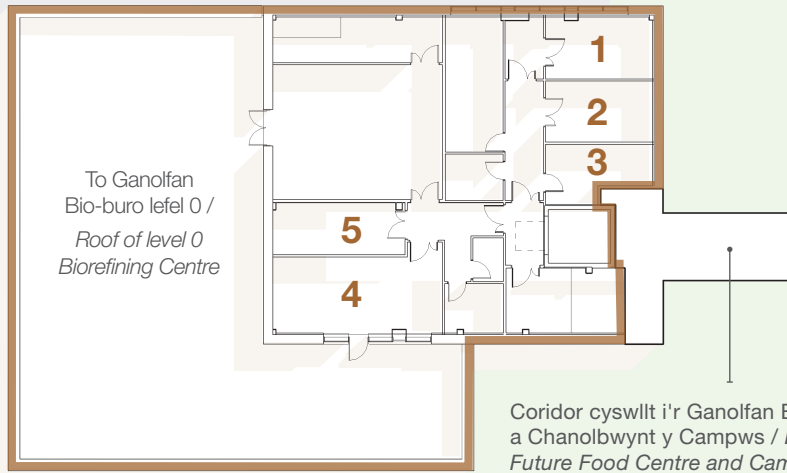 1
2
3
To Ganolfan
Bio-buro lefel 0 /
Roof of level 0
Biorefining Centre
5
4
Coridor cyswllt i'r Ganolfan
a Chanolbwynt y Campws /
Future Food Centre and